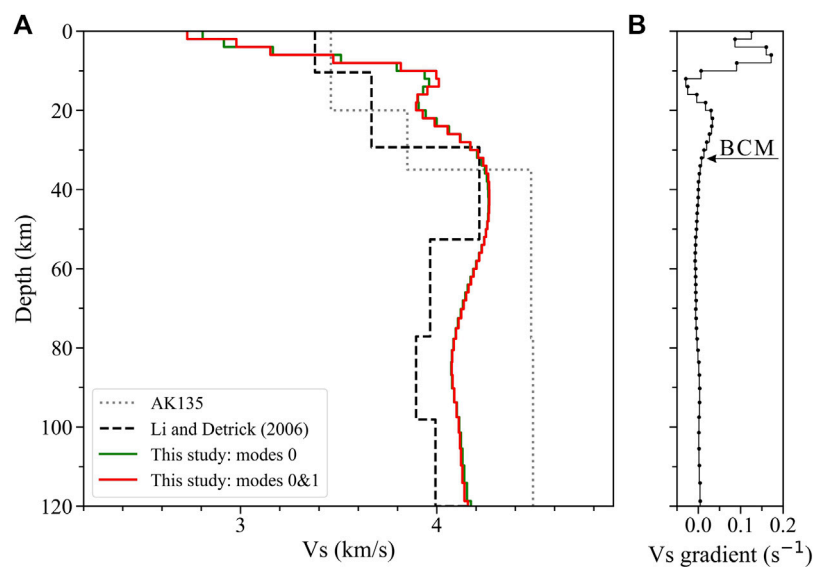 A
B
0
20
40
60
80
100
120
Depth (km)
3
4
Vs (km/s)
AK135
Li and Detrick (2006)
This study: modes 0
This study: modes 0&1
BCM
0.0 0.1 0.2
Vs gradient (s⁻¹)